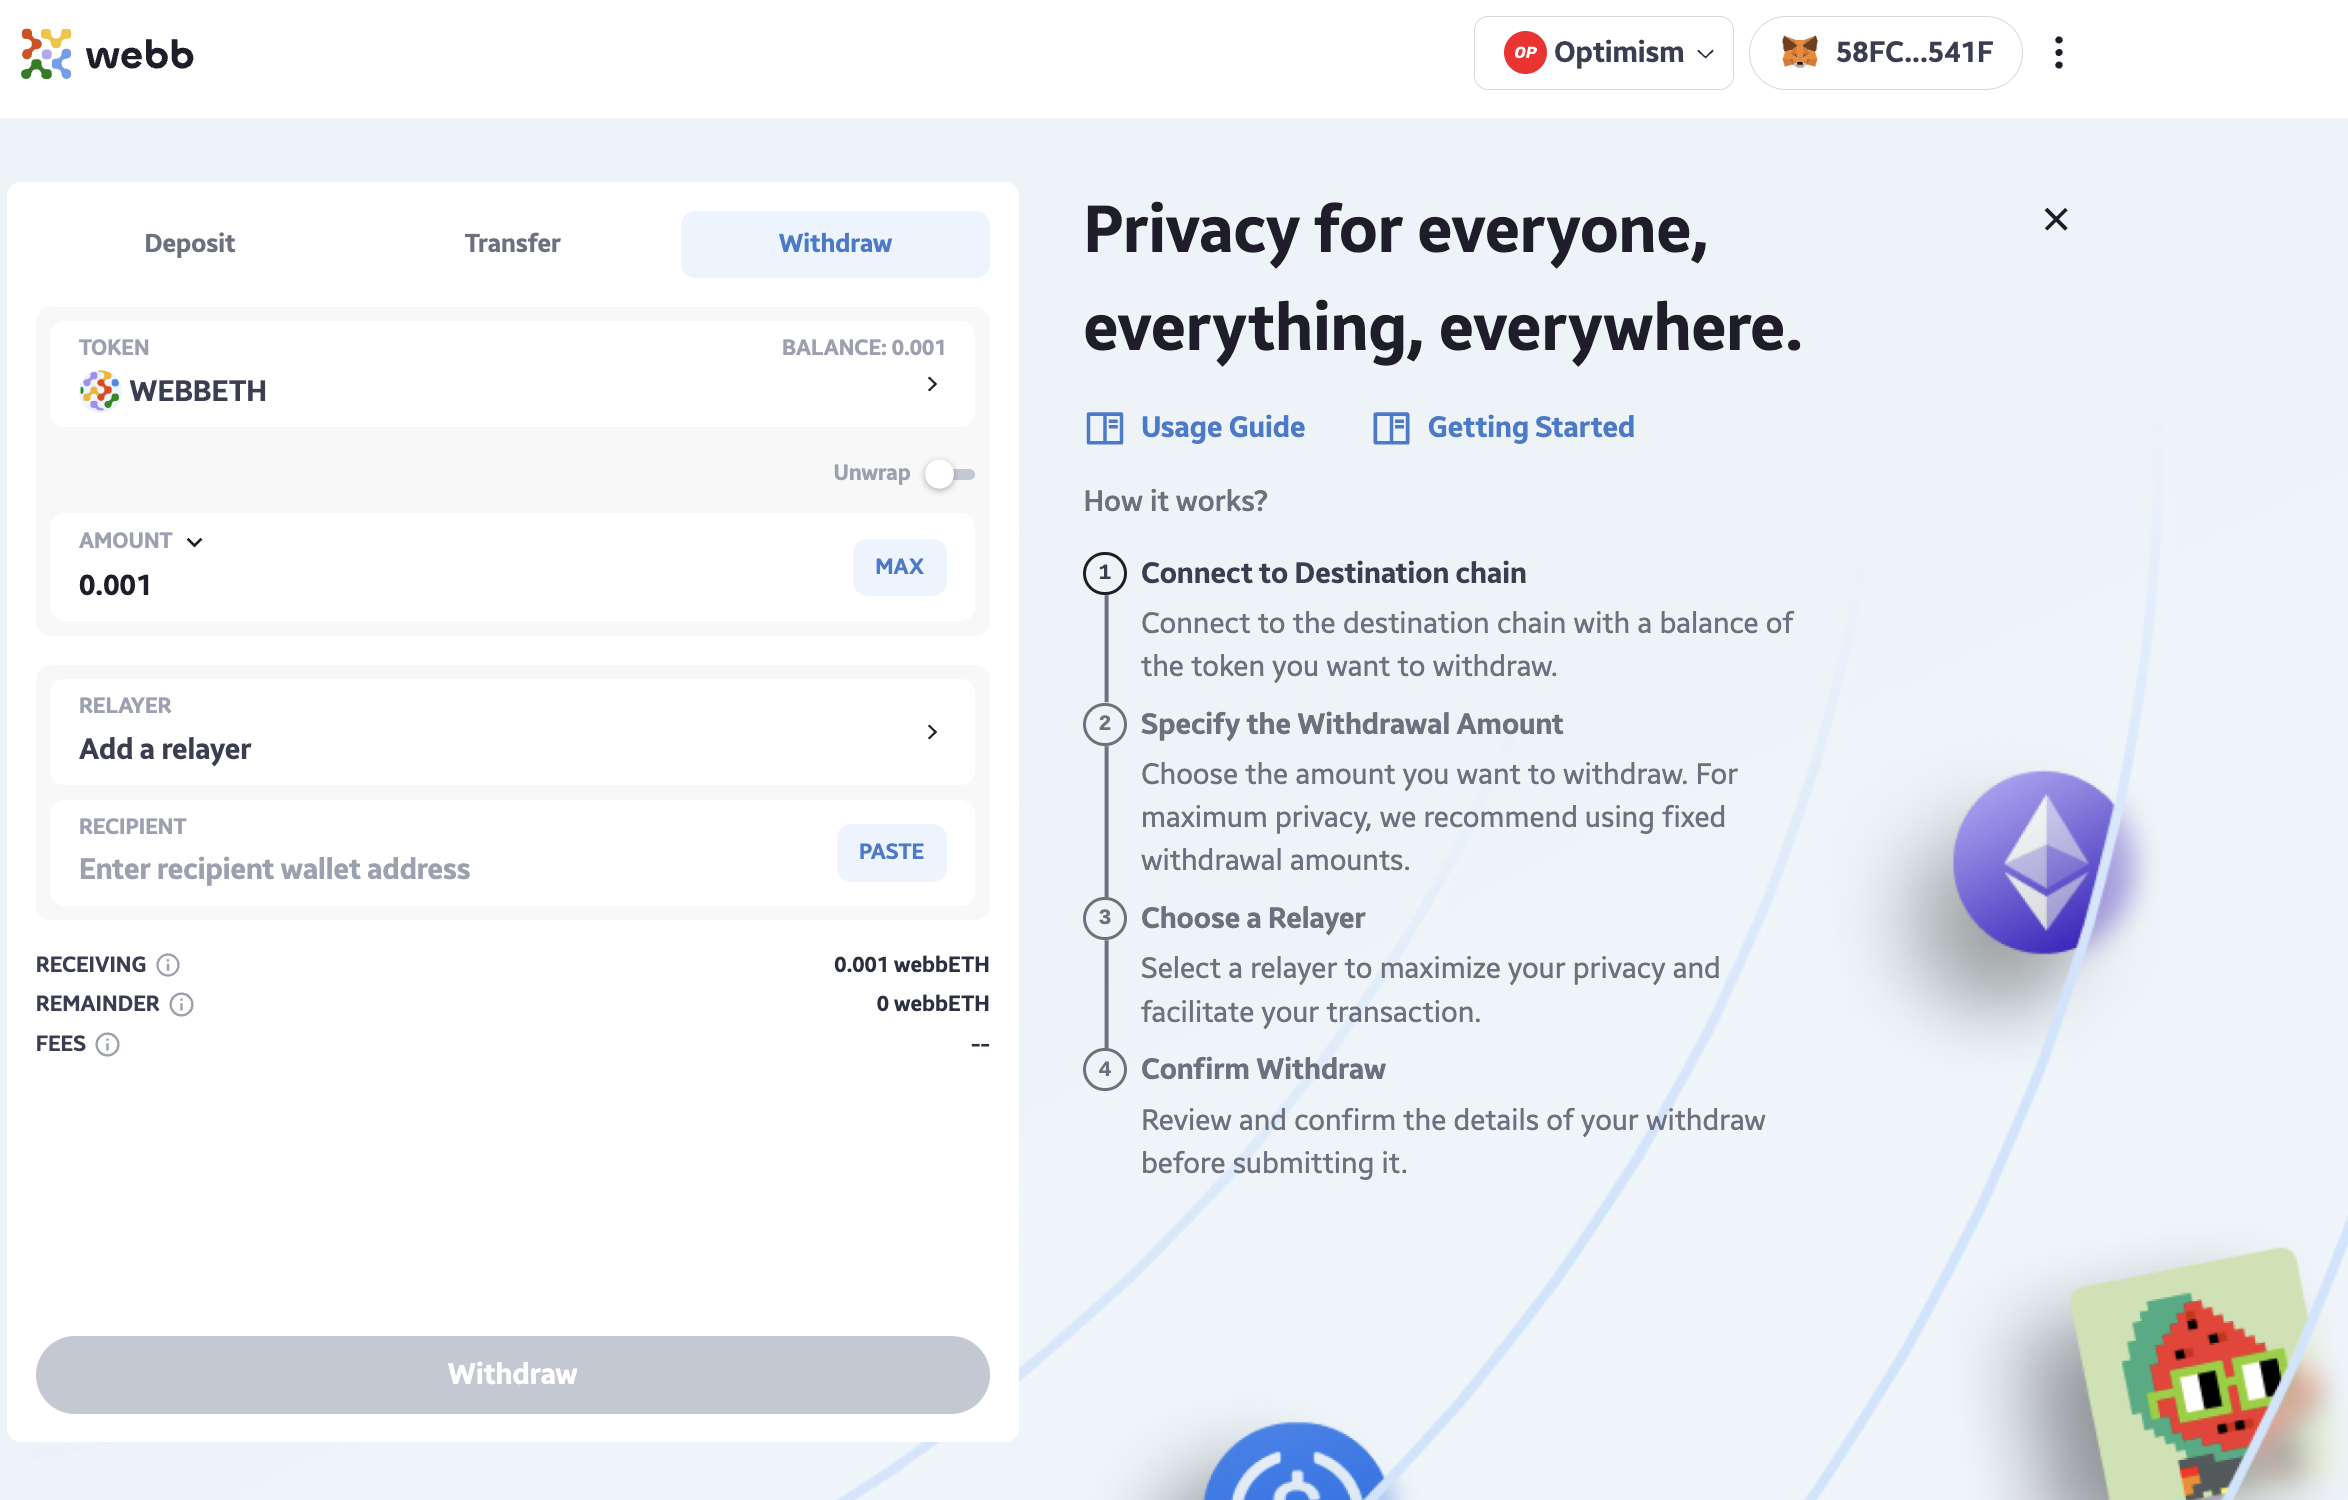 webb
OP Optimism
58FC...541F
Deposit
Transfer
Withdraw
TOKEN
BALANCE: 0.001
WEBBETH
Unwrap
AMOUNT
0.001
MAX
RELAYER
Add a relayer
RECIPIENT
Enter recipient wallet address
PASTE
RECEIVING
0.001 webbETH
REMAINDER
0 webbETH
FEES
--
Withdraw
Privacy for everyone,
everything, everywhere.
Usage Guide
Getting Started
How it works?
1 Connect to Destination chain
Connect to the destination chain with a balance of
the token you want to withdraw.
2 Specify the Withdrawal Amount
Choose the amount you want to withdraw. For
maximum privacy, we recommend using fixed
withdrawal amounts.
3 Choose a Relayer
Select a relayer to maximize your privacy and
facilitate your transaction.
4 Confirm Withdraw
Review and confirm the details of your withdraw
before submitting it.